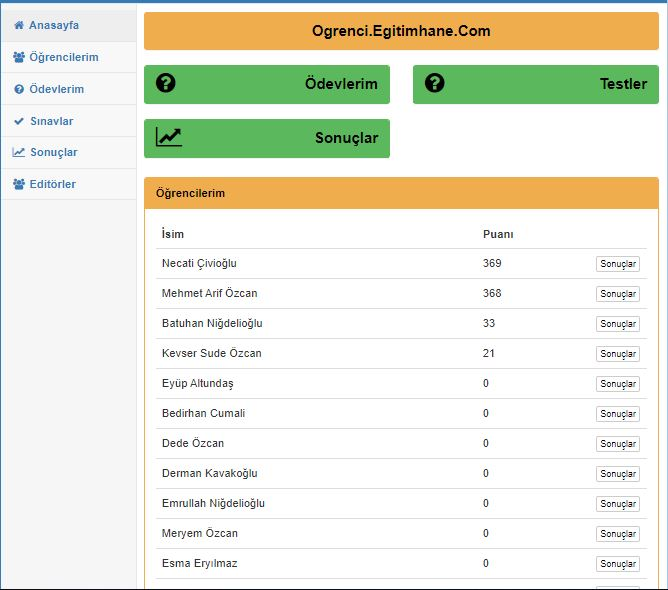 Anasayfa
Öğrencilerim
Ödevlerim
Sınavlar
Sonuçlar
Editörler
Ogrenci.Egitimhane.Com
Ödevlerim
Testler
Sonuçlar
Öğrencilerim
İsim Puanı
Necati Çivioğlu 369 Sonuçlar
Mehmet Arif Özcan 368 Sonuçlar
Batuhan Niğdelioğlu 33 Sonuçlar
Kevser Sude Özcan 21 Sonuçlar
Eyüp Altundaş 0 Sonuçlar
Bedirhan Cumali 0 Sonuçlar
Dede Özcan 0 Sonuçlar
Derman Kavakoğlu 0 Sonuçlar
Emrullah Niğdelioğlu 0 Sonuçlar
Meryem Özcan 0 Sonuçlar
Esma Eryılmaz 0 Sonuçlar